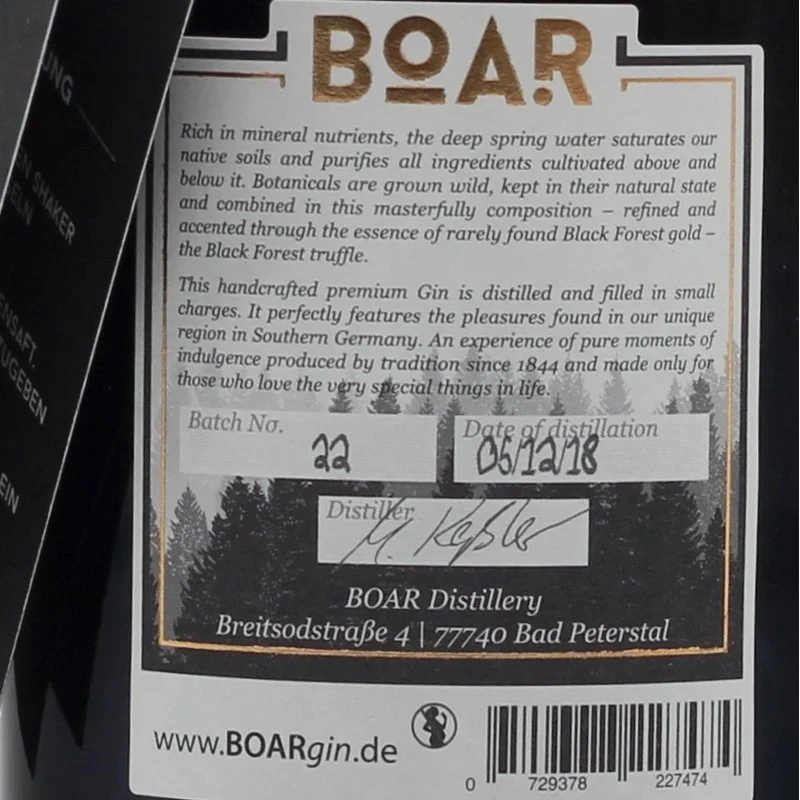 BOAR
Rich in mineral nutrients, the deep spring water saturates our
native soils and purifies all ingredients cultivated above and
below it. Botanicals are grown wild, kept in their natural state
and combined in this masterfully composition – refined and
accented through the essence of rarely found Black Forest gold –
the Black Forest truffle.
This handcrafted premium Gin is distilled and filled in small
charges. It perfectly features the pleasures found in our unique
region in Southern Germany. An experience of pure moments of
indulgence produced by tradition since 1844 and made only for
those who love the very special things in life.
Batch No.
22
Date of distillation
05/12/18
Distiller
M. Keßler
BOAR Distillery
Breitsodstraße 4 | 77740 Bad Peterstal
www.BOARgin.de
0 729378 227474
SHAKER
EIN